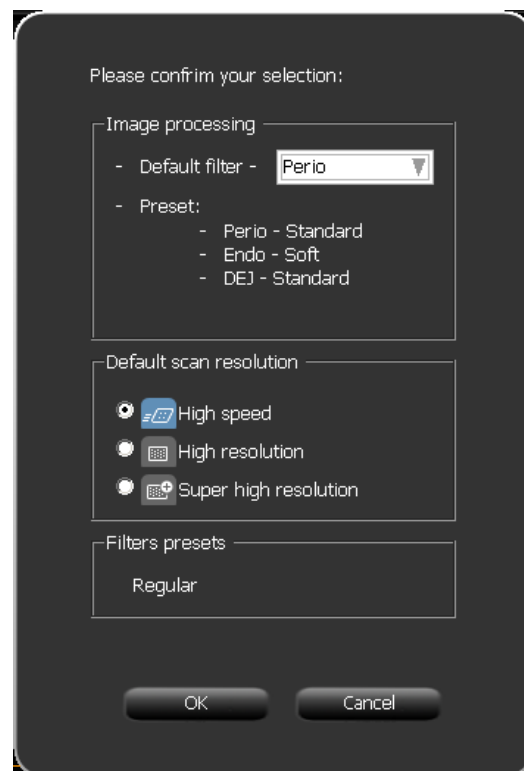 Please confrim your selection:
Image processing
- Default filter - Perio
- Preset:
- Perio - Standard
- Endo - Soft
- DEJ - Standard
Default scan resolution
High speed
High resolution
Super high resolution
Filters presets
Regular
OK Cancel